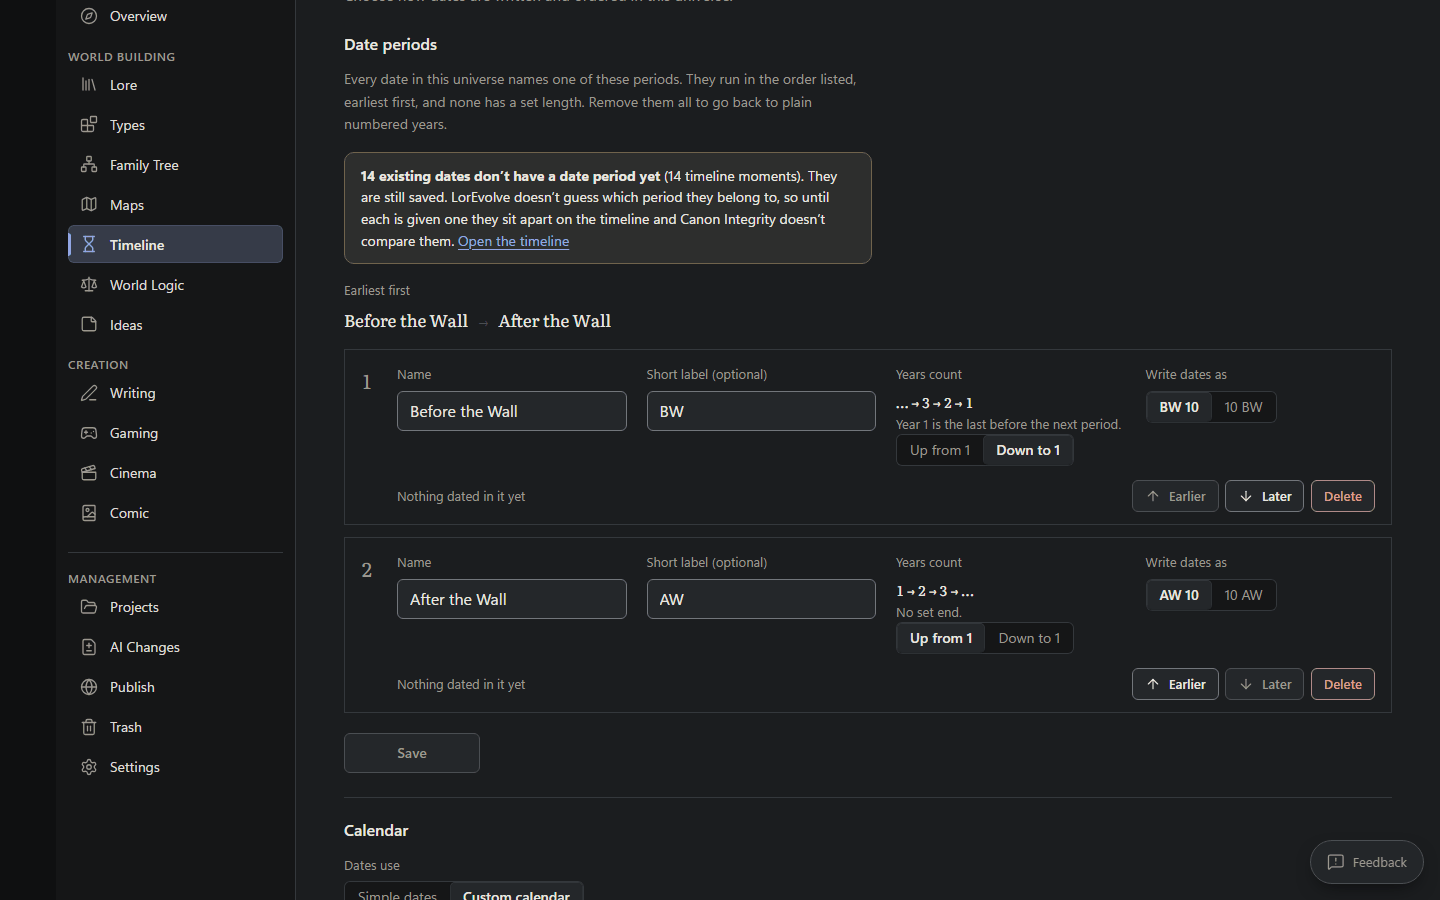 Overview
WORLD BUILDING
Lore
Types
Family Tree
Maps
Timeline
World Logic
Ideas
CREATION
Writing
Gaming
Cinema
Comic
MANAGEMENT
Projects
AI Changes
Publish
Trash
Settings
Choose how dates are written and ordered in this universe.
Date periods
Every date in this universe names one of these periods. They run in the order listed,
earliest first, and none has a set length. Remove them all to go back to plain
numbered years.
14 existing dates don’t have a date period yet (14 timeline moments). They
are still saved. LorEvolve doesn’t guess which period they belong to, so until
each is given one they sit apart on the timeline and Canon Integrity doesn’t
compare them. Open the timeline
Earliest first
Before the Wall → After the Wall
1
Name
Before the Wall
Short label (optional)
BW
Years count
... → 3 → 2 → 1
Year 1 is the last before the next period.
Up from 1 Down to 1
Write dates as
BW 10 10 BW
Nothing dated in it yet
↑ Earlier ↓ Later Delete
2
Name
After the Wall
Short label (optional)
AW
Years count
1 → 2 → 3 → ...
No set end.
Up from 1 Down to 1
Write dates as
AW 10 10 AW
Nothing dated in it yet
↑ Earlier ↓ Later Delete
Save
Calendar
Dates use
Simple dates Custom calendar
Feedback